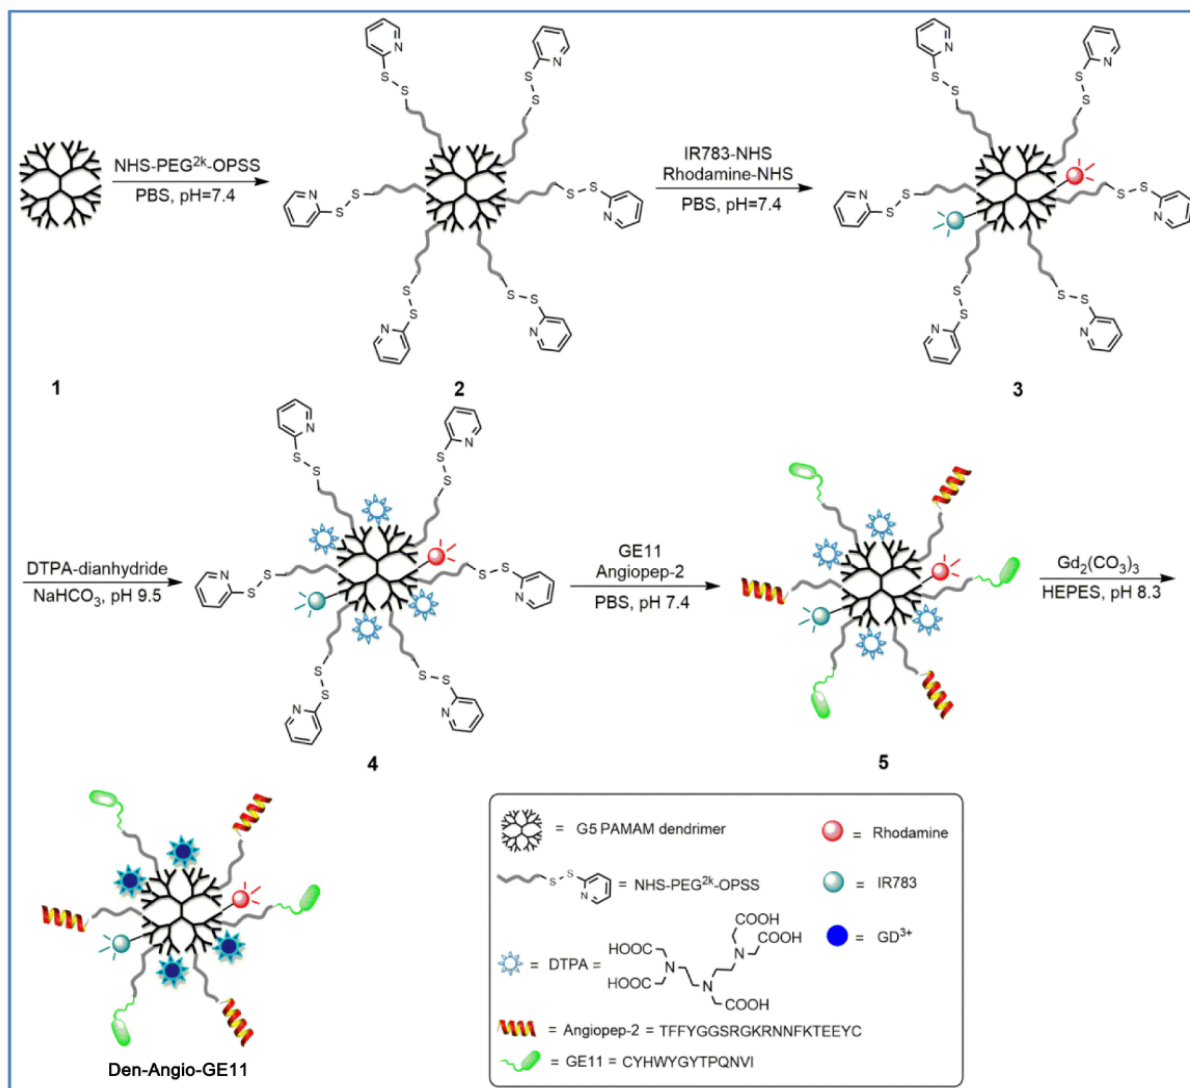 NHS-PEG2k-OPSS
PBS, pH=7.4
IR783-NHS
Rhodamine-NHS
PBS, pH=7.4
N
S
S
N
S
S
N
S
S
S
S
N
N
S
S
S
S
N
N
S
S
N
S
S
N
S
S
S
S
N
N
S
S
S
S
N
1
2
3
DTPA-dianhydride
NaHCO3, pH 9.5
GE11
Angiopep-2
PBS, pH 7.4
Gd2(CO3)3
HEPES, pH 8.3
N
S
S
N
S
S
N
S
S
S
S
N
N
S
S
S
S
N
4
5
Den-Angio-GE11
= G5 PAMAM dendrimer
= Rhodamine
S
S
N
= NHS-PEG2k-OPSS
= IR783
= DTPA =
HOOC
HOOC
N
N
N
COOH
COOH
COOH
= GD3+
= Angiopep-2 = TFFYGGSRGKRNNFKTEEYC
= GE11 = CYHWYGYTPQNVI